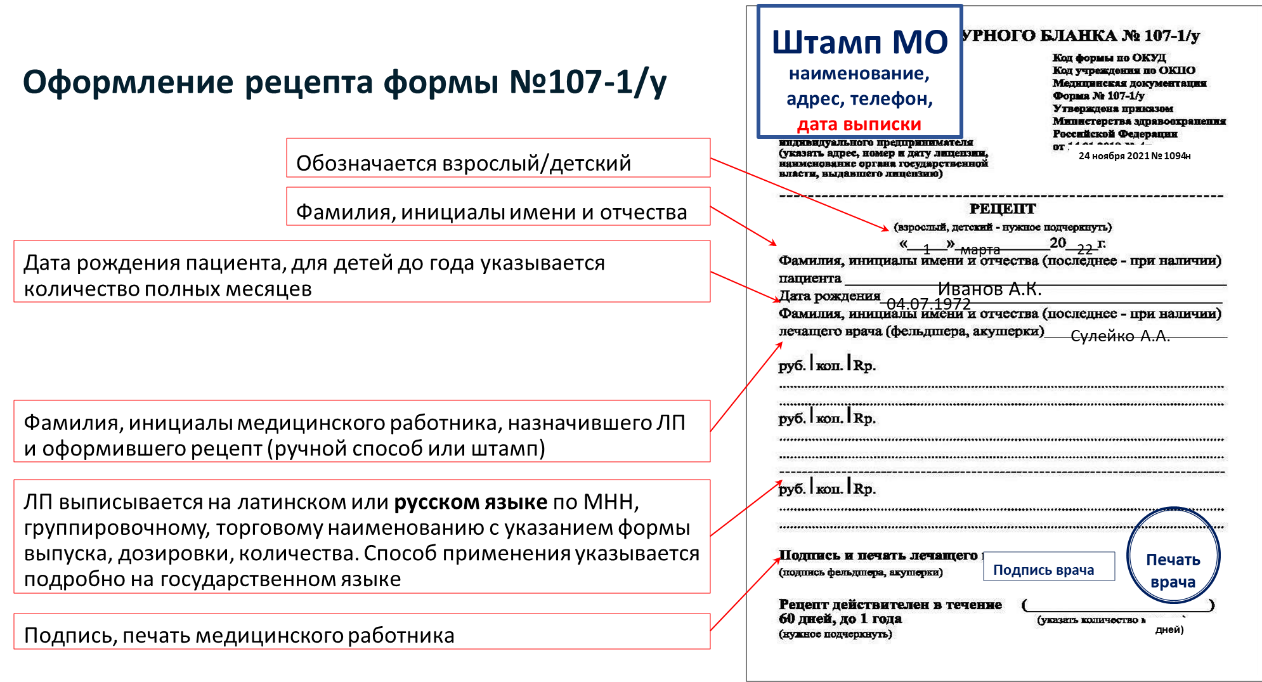 Оформление рецепта формы №107-1/у
Обозначается взрослый/детский
Фамилия, инициалы имени и отчества
Дата рождения пациента, для детей до года указывается
количество полных месяцев
Фамилия, инициалы медицинского работника, назначившего ЛП
и оформившего рецепт (ручной способ или штамп)
ЛП выписывается на латинском или русском языке по МНН,
группировочному, торговому наименованию с указанием формы
выпуска, дозировки, количества. Способ применения указывается
подробно на государственном языке
Подпись, печать медицинского работника
Штамп МО
наименование,
адрес, телефон,
дата выписки
УРНОГО БЛАНКА № 107-1/у
Код формы по ОКУД
Код учреждения по ОКПО
Медицинская документация
Форма № 107-1/у
Утверждена приказом
Министерства здравоохранения
Российской Федерации
от
24 ноября 2021 № 1094н
индивидуального предпринимателя
(указать адрес, номер и дату лицензии,
наименование органа государственной
власти, выдавшего лицензию)
РЕЦЕПТ
(взрослый, детский - нужное подчеркнуть)
« 1 » марта 20 22 г.
Фамилия, инициалы имени и отчества (последнее - при наличии)
пациента Иванов А.К.
Дата рождения 04.07.1972
Фамилия, инициалы имени и отчества (последнее - при наличии)
лечащего врача (фельдшера, акушерки) Сулейко А.А.
руб. | коп. | Rp.
руб. | коп. | Rp.
руб. | коп. | Rp.
Подпись и печать лечащего
(подпись фельдшера, акушерки)
Подпись врача
Печать
врача
Рецепт действителен в течение ( )
60 дней, до 1 года (указать количество
(нужное подчеркнуть) дней)